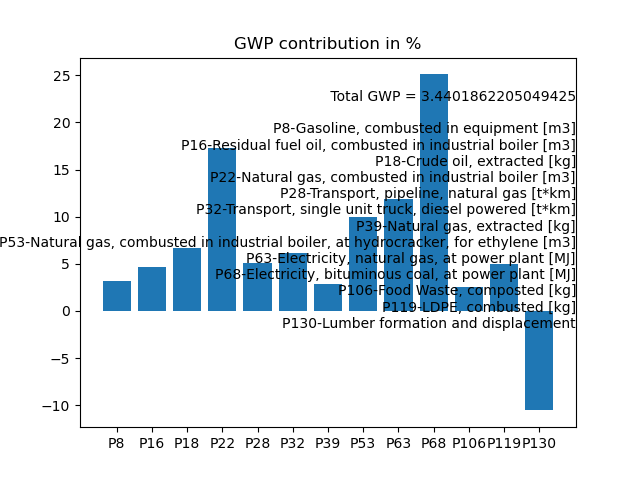 GWP contribution in %
25
Total GWP = 3.4401862205049425
20
P8-Gasoline, combusted in equipment [m3]
P16-Residual fuel oil, combusted in industrial boiler [m3]
P18-Crude oil, extracted [kg]
15
P22-Natural gas, combusted in industrial boiler [m3]
P28-Transport, pipeline, natural gas [t*km]
10
P32-Transport, single unit truck, diesel powered [t*km]
P39-Natural gas, extracted [kg]
P53-Natural gas, combusted in industrial boiler, at hydrocracker, for ethylene [m3]
5
P63-Electricity, natural gas, at power plant [MJ]
P68-Electricity, bituminous coal, at power plant [MJ]
P106-Food Waste, composted [kg]
0
P119-LDPE, combusted [kg]
P130-Lumber formation and displacement
−5
−10
P8 P16 P18 P22 P28 P32 P39 P53 P63 P68 P106 P119 P130